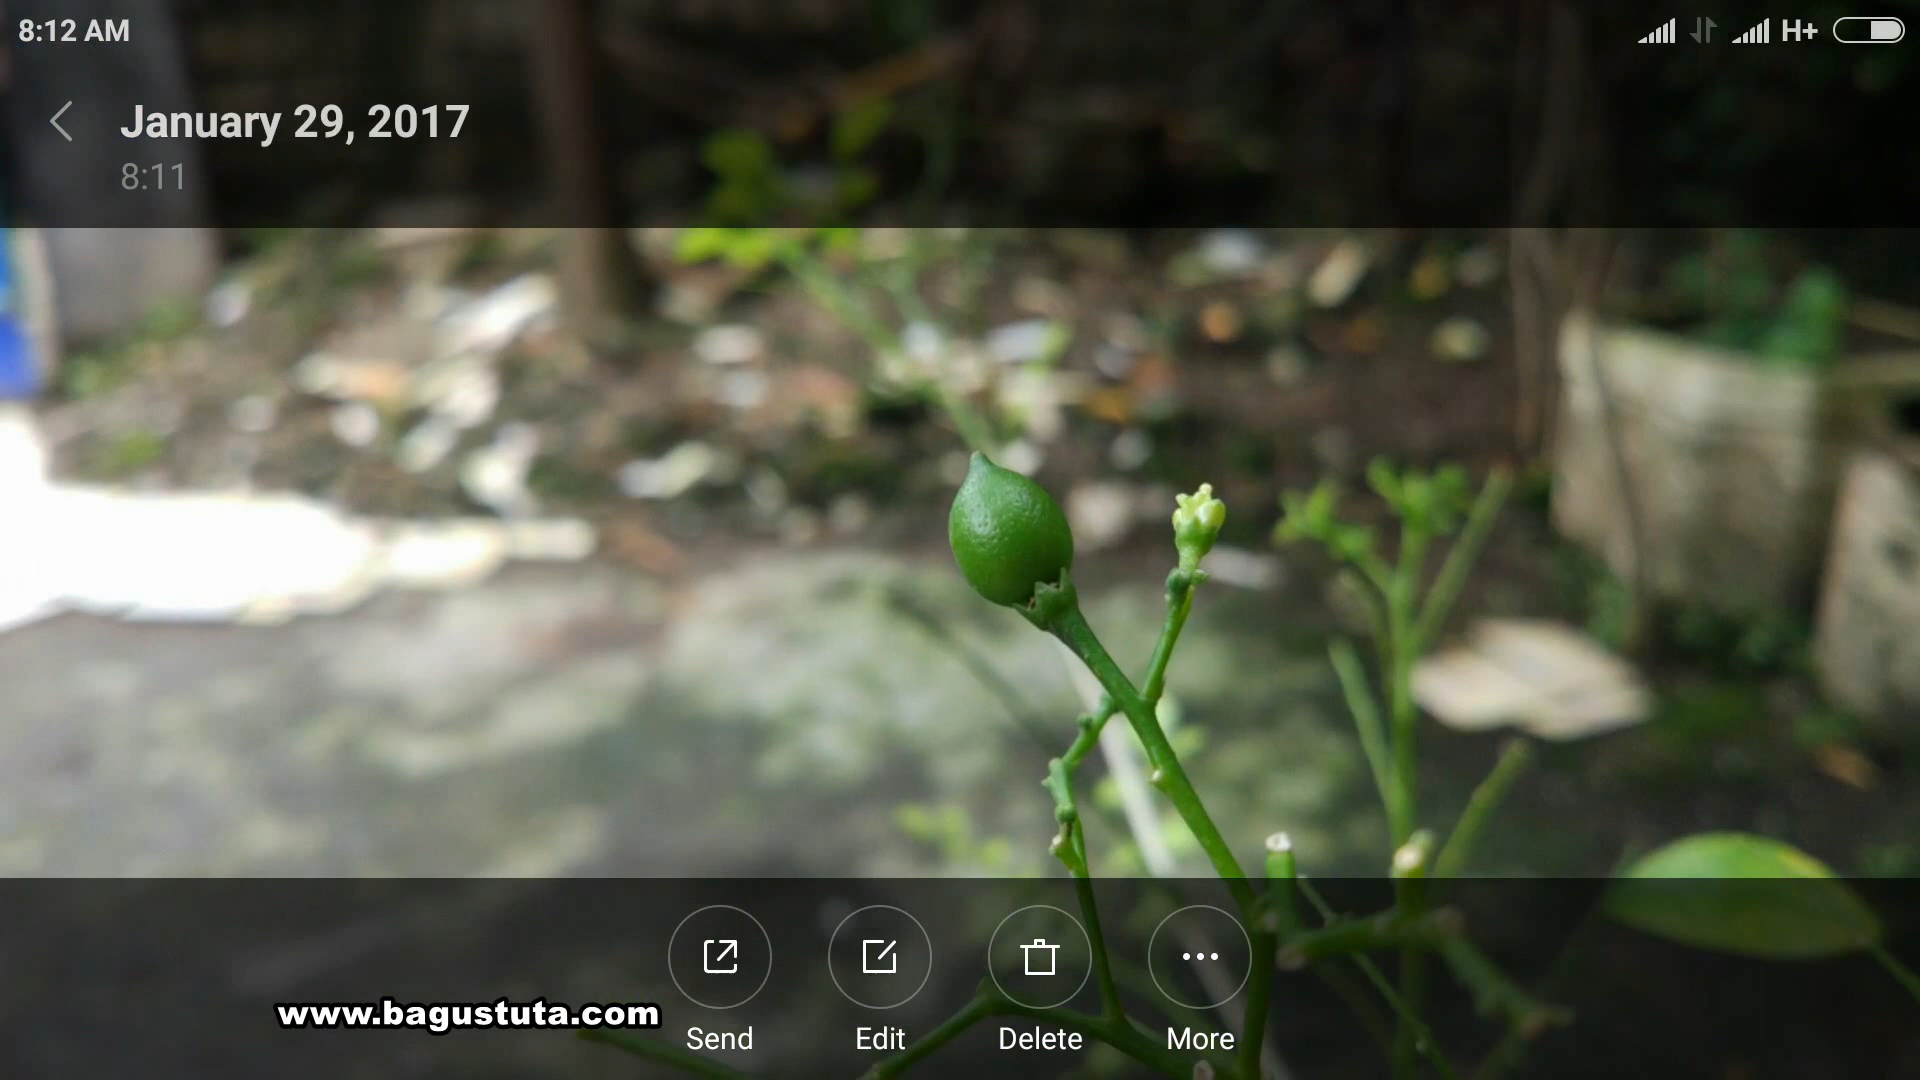 8:12 AM
H+
January 29, 2017
8:11
www.bagustuta.com
Send
Edit
Delete
More